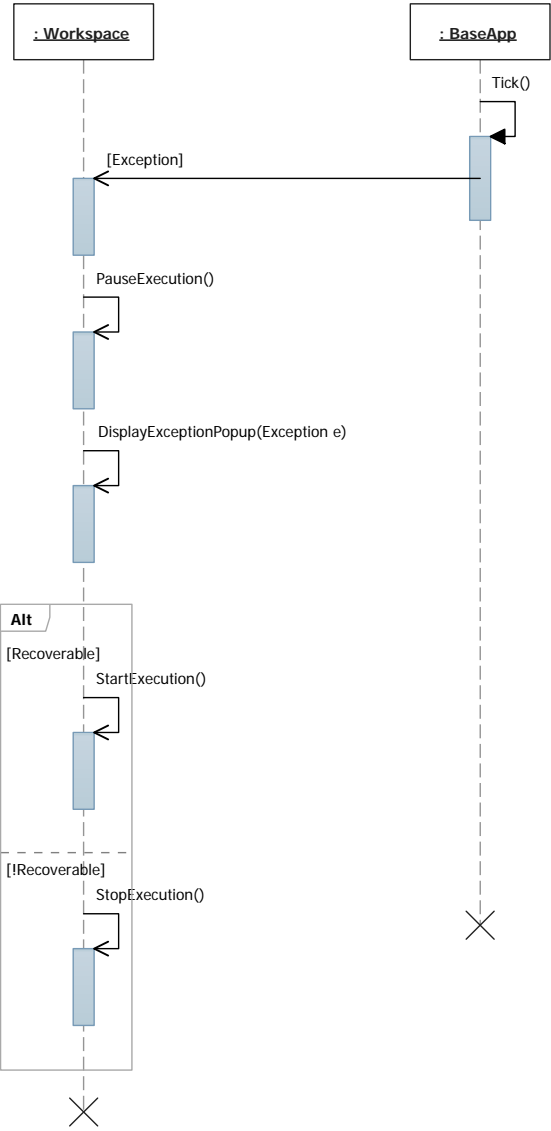 : Workspace
: BaseApp
Tick()
[Exception]
PauseExecution()
DisplayExceptionPopup(Exception e)
Alt
[Recoverable]
StartExecution()
[!Recoverable]
StopExecution()